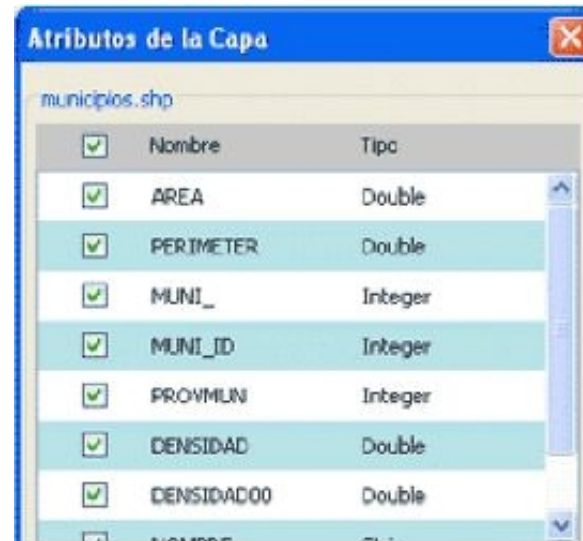 Atributos de la Capa
municipios.shp
Nombre Tipo
AREA Double
PERIMETER Double
MUNI_ Integer
MUNI_ID Integer
PROVMUN Integer
DENSIDAD Double
DENSIDAD00 Double